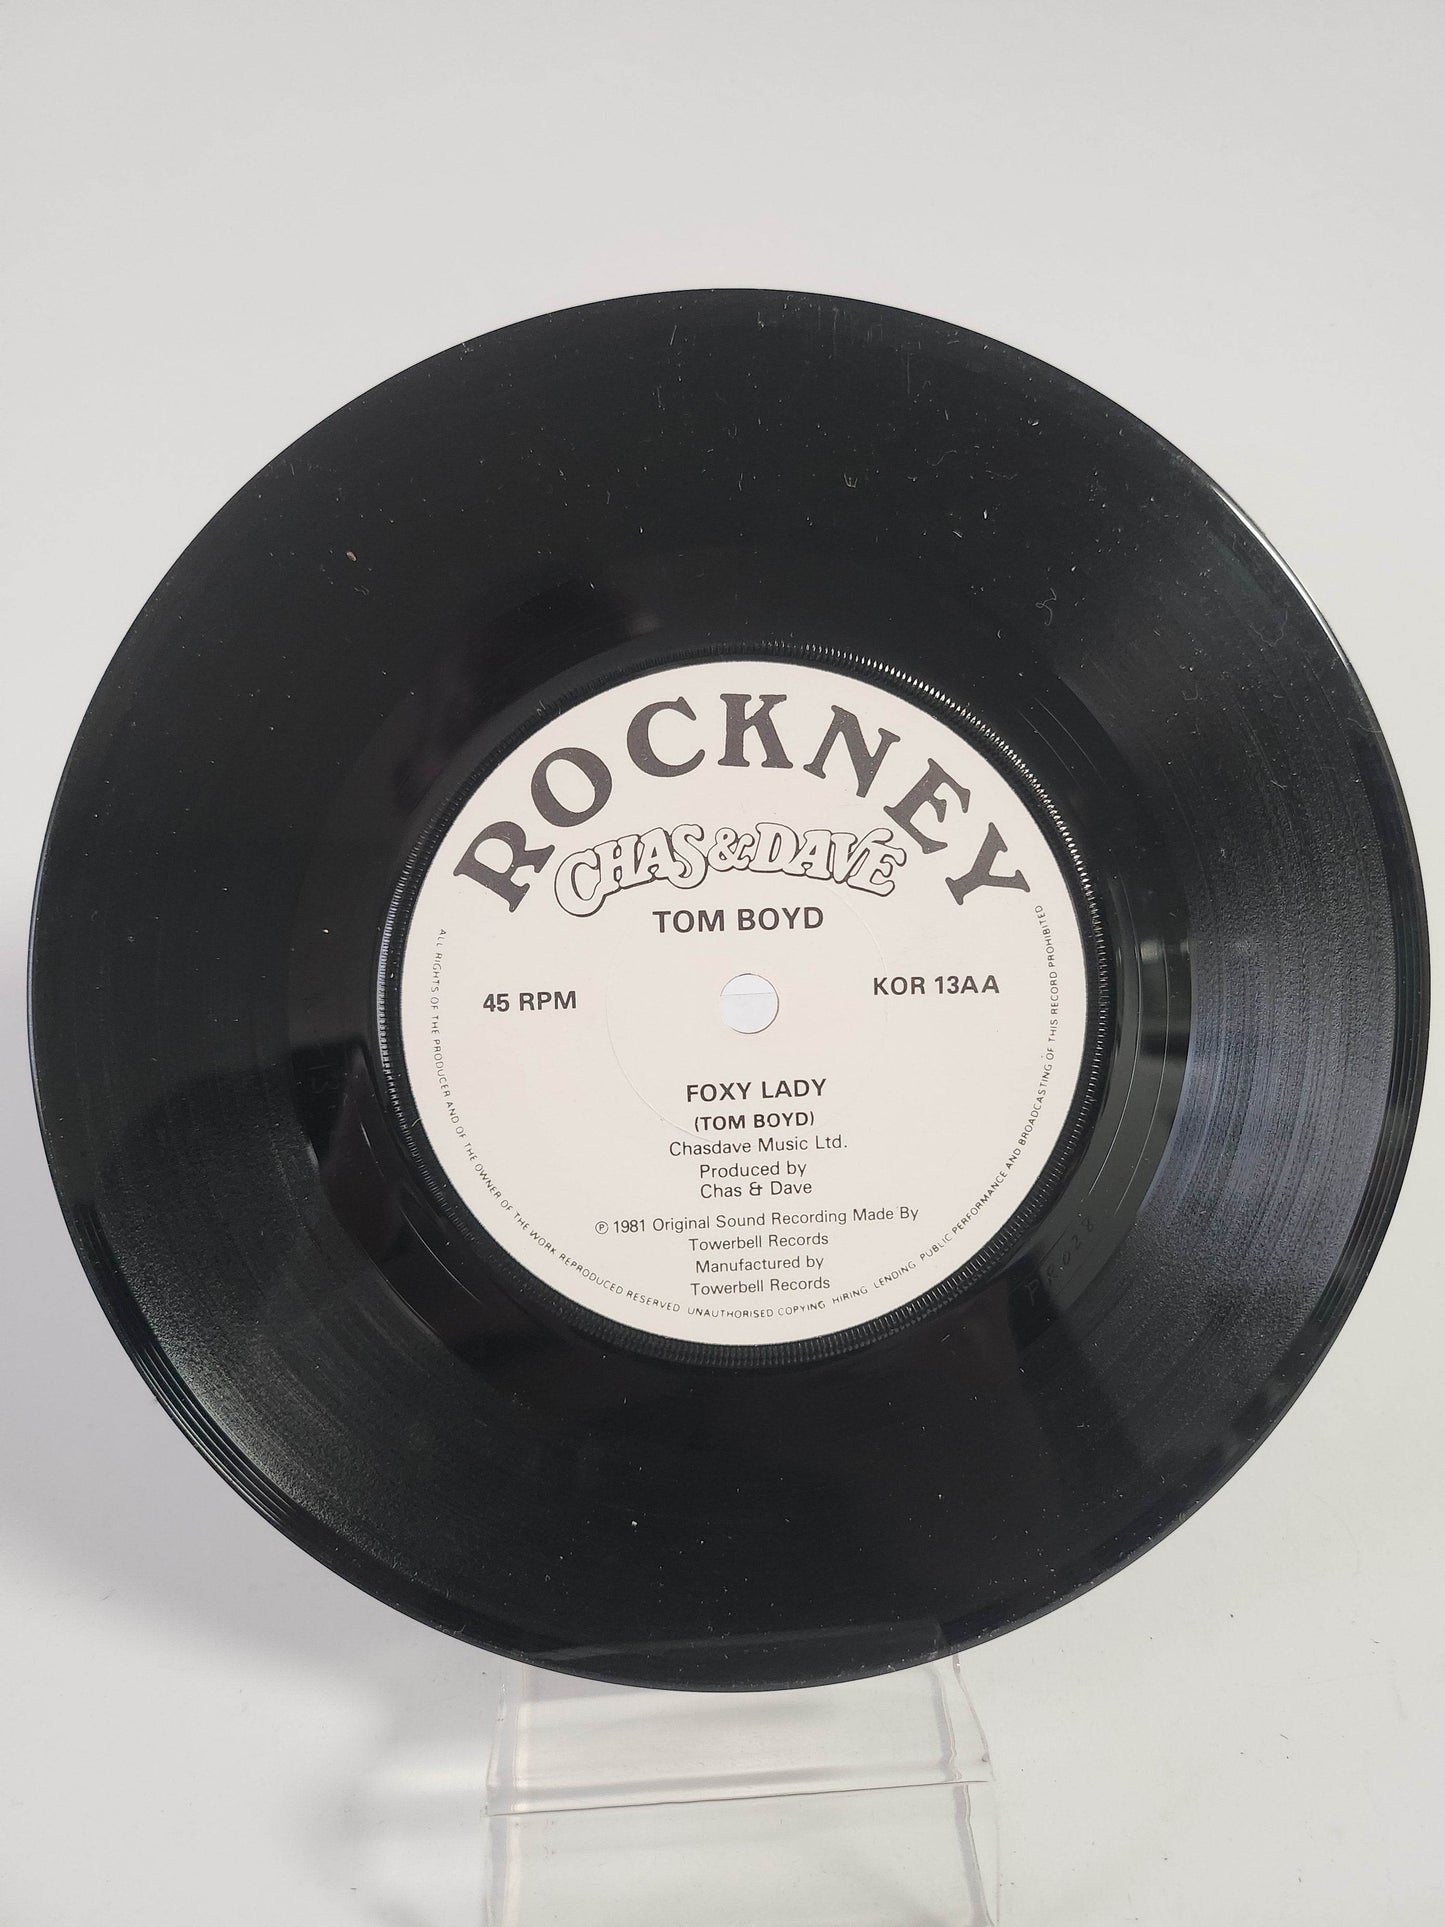 ROCKNEY
CHAS & DAVE
TOM BOYD
45 RPM
KOR 13AA
FOXY LADY
(TOM BOYD)
Chasdave Music Ltd.
Produced by
Chas & Dave
℗ 1981 Original Sound Recording Made By
Towerbell Records
Manufactured by
Towerbell Records
ALL RIGHTS OF THE PRODUCER AND OF THE OWNER OF THE WORK REPRODUCED RESERVED UNAUTHORISED COPYING HIRING LENDING PUBLIC PERFORMANCE AND BROADCASTING OF THIS RECORD PROHIBITED